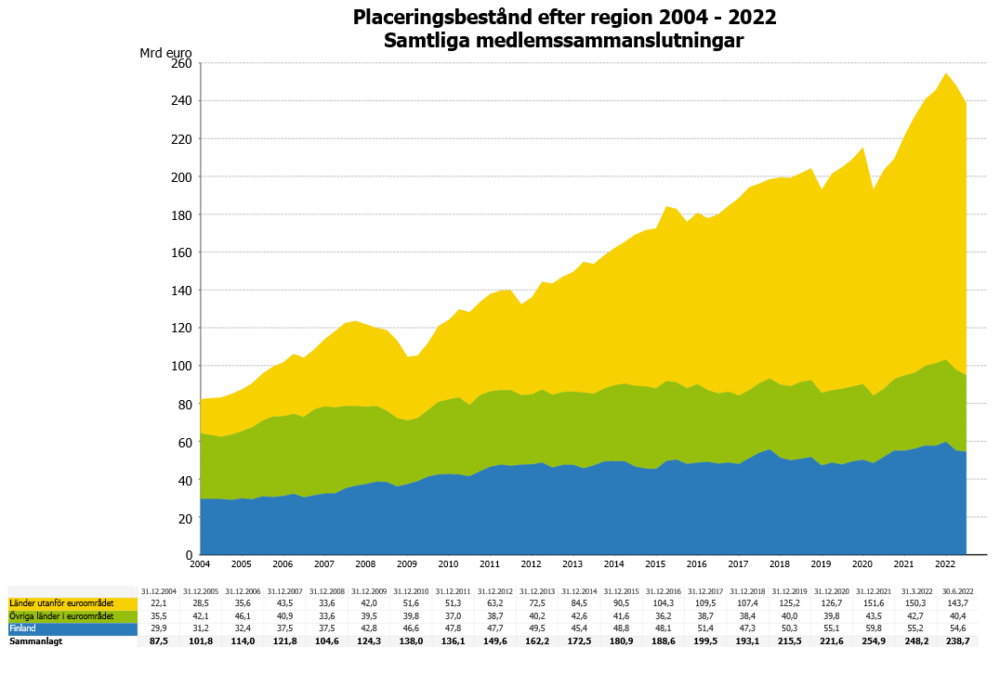 Placeringsbestånd efter region 2004 - 2022
Samtliga medlemssammanslutningar
Mrd euro
260
240
220
200
180
160
140
120
100
80
60
40
20
0
2004 2005 2006 2007 2008 2009 2010 2011 2012 2013 2014 2015 2016 2017 2018 2019 2020 2021 2022
31.12.2004 31.12.2005 31.12.2006 31.12.2007 31.12.2008 31.12.2009 31.12.2010 31.12.2011 31.12.2012 31.12.2013 31.12.2014 31.12.2015 31.12.2016 31.12.2017 31.12.2018 31.12.2019 31.12.2020 31.12.2021 31.3.2022 30.6.2022
Länder utanför euroområdet 22,1 28,5 35,6 43,5 33,6 42,0 51,6 51,3 63,2 72,5 84,5 90,5 104,3 109,5 107,4 125,2 126,7 151,6 150,3 143,7
Övriga länder i euroområdet 35,5 42,1 46,1 40,9 33,6 39,5 39,8 37,0 38,7 40,2 42,6 41,6 36,2 38,7 38,4 40,0 39,8 43,5 42,7 40,4
Finland 29,9 31,2 32,4 37,5 37,5 42,8 46,6 47,8 47,7 49,5 45,4 48,8 48,1 51,4 47,3 50,3 55,1 59,8 55,2 54,6
Sammanlagt 87,5 101,8 114,0 121,8 104,6 124,3 138,0 136,1 149,6 162,2 172,5 180,9 188,6 199,5 193,1 215,5 221,6 254,9 248,2 238,7